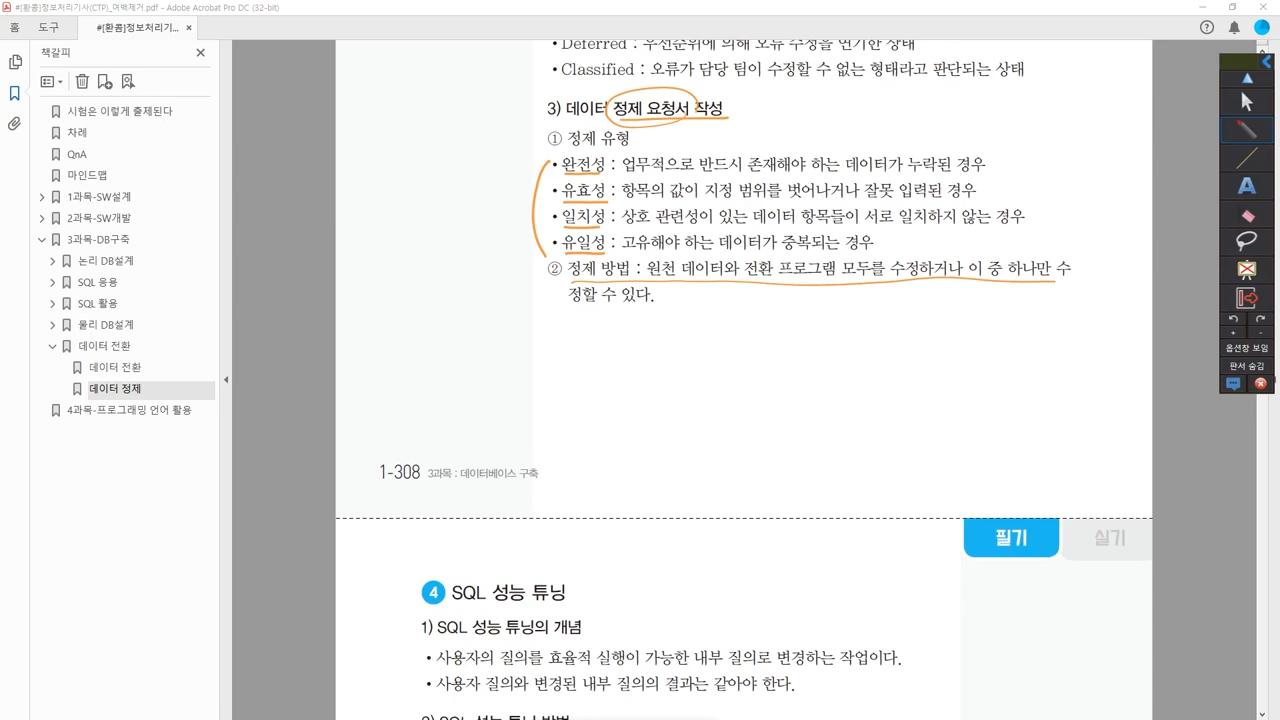 #[환콤]정보처리기사(CTP)_여백제거.pdf - Adobe Acrobat Pro DC (32-bit)
홈 도구 #[환콤]정보처리기... ×
책갈피
시험은 이렇게 출제된다
차례
QnA
마인드맵
1과목-SW설계
2과목-SW개발
3과목-DB구축
논리 DB설계
SQL 응용
SQL 활용
물리 DB설계
데이터 전환
데이터 전환
데이터 정제
4과목-프로그래밍 언어 활용
• Deferred : 우선순위에 의해 오류 수정을 연기한 상태
• Classified : 오류가 담당 팀이 수정할 수 없는 형태라고 판단되는 상태
3) 데이터 정제 요청서 작성
① 정제 유형
• 완전성 : 업무적으로 반드시 존재해야 하는 데이터가 누락된 경우
• 유효성 : 항목의 값이 지정 범위를 벗어나거나 잘못 입력된 경우
• 일치성 : 상호 관련성이 있는 데이터 항목들이 서로 일치하지 않는 경우
• 유일성 : 고유해야 하는 데이터가 중복되는 경우
② 정제 방법 : 원천 데이터와 전환 프로그램 모두를 수정하거나 이 중 하나만 수
정할 수 있다.
1-308 3과목 : 데이터베이스 구축
필기 실기
4 SQL 성능 튜닝
1) SQL 성능 튜닝의 개념
• 사용자의 질의를 효율적 실행이 가능한 내부 질의로 변경하는 작업이다.
• 사용자 질의와 변경된 내부 질의의 결과는 같아야 한다.
2) SQL 성능 튜닝 방법
A
+ -
옵션창 보임
판서 숨김